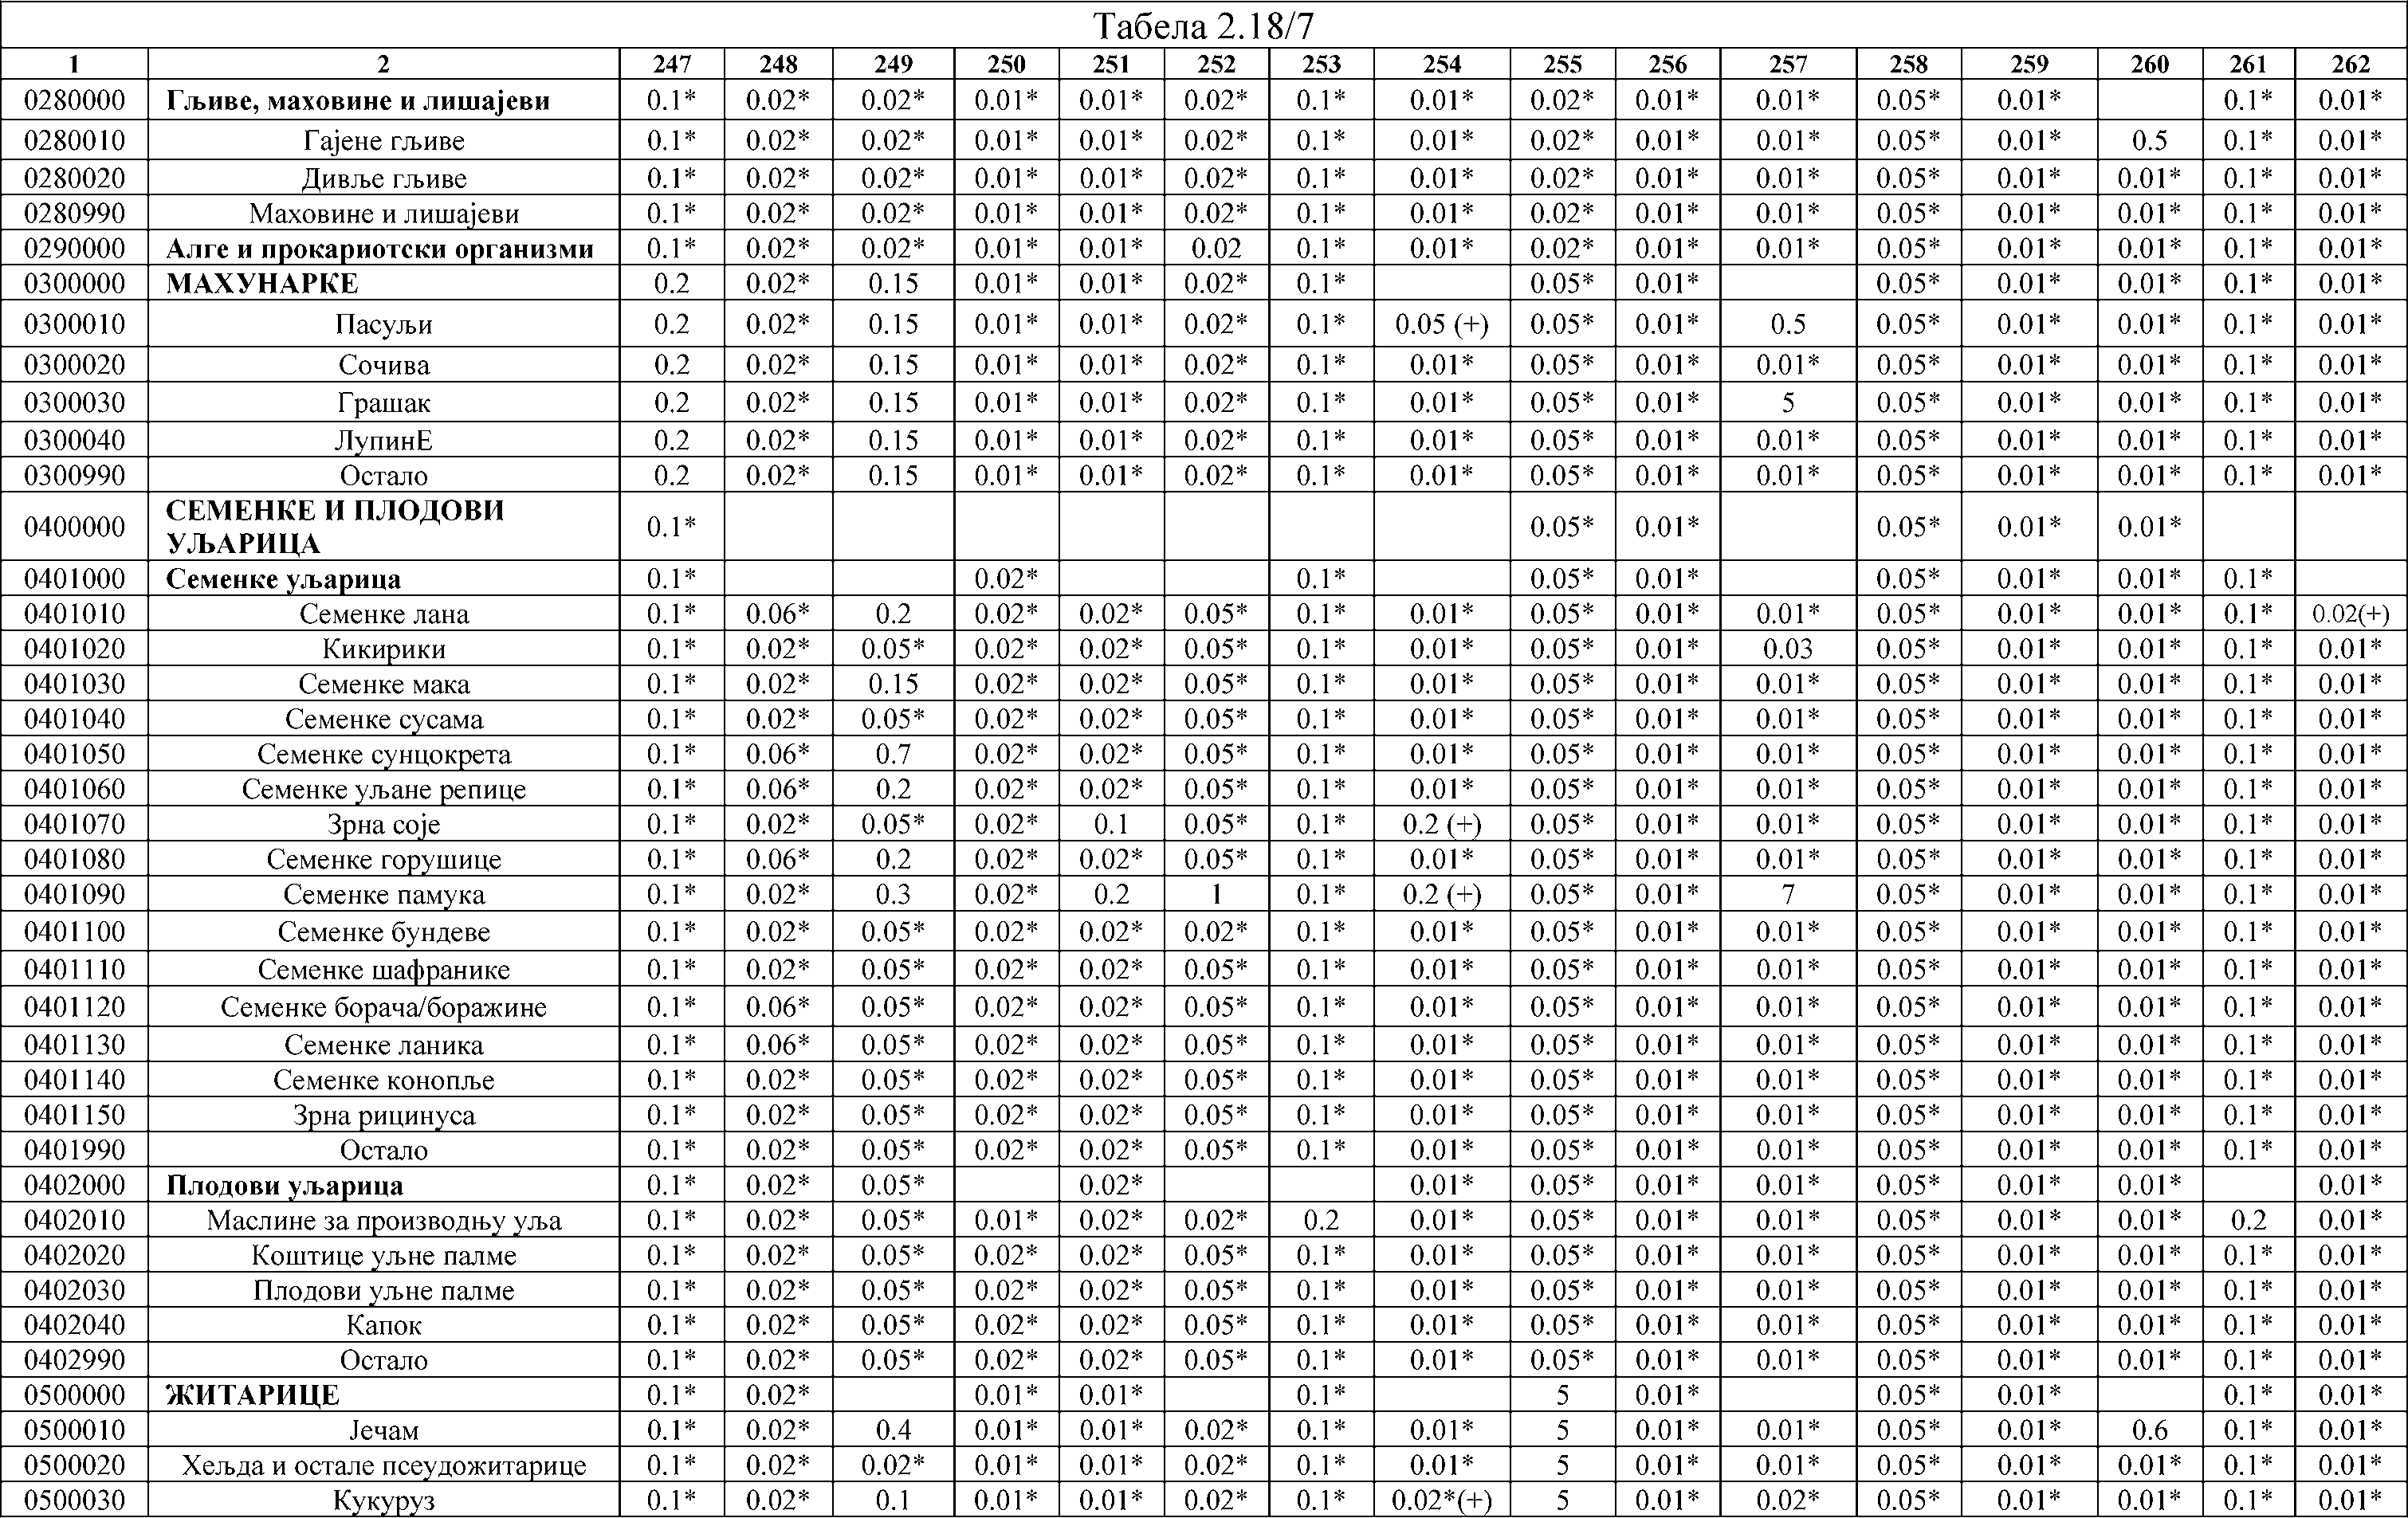 Табела 2.18/7
1 2 247 248 249 250 251 252 253 254 255 256 257 258 259 260 261 262
0280000 Гљиве, маховине и лишајеви 0.1* 0.02* 0.02* 0.01* 0.01* 0.02* 0.1* 0.01* 0.02* 0.01* 0.01* 0.05* 0.01* 0.1* 0.01*
0280010 Гајене гљиве 0.1* 0.02* 0.02* 0.01* 0.01* 0.02* 0.1* 0.01* 0.02* 0.01* 0.01* 0.05* 0.01* 0.5 0.1* 0.01*
0280020 Дивље гљиве 0.1* 0.02* 0.02* 0.01* 0.01* 0.02* 0.1* 0.01* 0.02* 0.01* 0.01* 0.05* 0.01* 0.01* 0.1* 0.01*
0280990 Маховине и лишајеви 0.1* 0.02* 0.02* 0.01* 0.01* 0.02* 0.1* 0.01* 0.02* 0.01* 0.01* 0.05* 0.01* 0.01* 0.1* 0.01*
0290000 Алге и прокариотски организми 0.1* 0.02* 0.02* 0.01* 0.01* 0.02 0.1* 0.01* 0.02* 0.01* 0.01* 0.05* 0.01* 0.01* 0.1* 0.01*
0300000 МАХУНАРКЕ 0.2 0.02* 0.15 0.01* 0.01* 0.02* 0.1* 0.05* 0.01* 0.05* 0.01* 0.01* 0.1* 0.01*
0300010 Пасуљи 0.2 0.02* 0.15 0.01* 0.01* 0.02* 0.1* 0.05 (+) 0.05* 0.01* 0.5 0.05* 0.01* 0.01* 0.1* 0.01*
0300020 Сочива 0.2 0.02* 0.15 0.01* 0.01* 0.02* 0.1* 0.01* 0.05* 0.01* 0.01* 0.05* 0.01* 0.01* 0.1* 0.01*
0300030 Грашак 0.2 0.02* 0.15 0.01* 0.01* 0.02* 0.1* 0.01* 0.05* 0.01* 5 0.05* 0.01* 0.01* 0.1* 0.01*
0300040 ЛупинЕ 0.2 0.02* 0.15 0.01* 0.01* 0.02* 0.1* 0.01* 0.05* 0.01* 0.01* 0.05* 0.01* 0.01* 0.1* 0.01*
0300990 Остало 0.2 0.02* 0.15 0.01* 0.01* 0.02* 0.1* 0.01* 0.05* 0.01* 0.01* 0.05* 0.01* 0.01* 0.1* 0.01*
0400000 СЕМЕНКЕ И ПЛОДОВИ
УЉАРИЦА 0.1* 0.05* 0.01* 0.05* 0.01* 0.01*
0401000 Семенке уљарица 0.1* 0.02* 0.1* 0.05* 0.01* 0.05* 0.01* 0.01* 0.1*
0401010 Семенке лана 0.1* 0.06* 0.2 0.02* 0.02* 0.05* 0.1* 0.01* 0.05* 0.01* 0.01* 0.05* 0.01* 0.01* 0.1* 0.02(+)
0401020 Кикирики 0.1* 0.02* 0.05* 0.02* 0.02* 0.05* 0.1* 0.01* 0.05* 0.01* 0.03 0.05* 0.01* 0.01* 0.1* 0.01*
0401030 Семенке мака 0.1* 0.02* 0.15 0.02* 0.02* 0.05* 0.1* 0.01* 0.05* 0.01* 0.01* 0.05* 0.01* 0.01* 0.1* 0.01*
0401040 Семенке сусама 0.1* 0.02* 0.05* 0.02* 0.02* 0.05* 0.1* 0.01* 0.05* 0.01* 0.01* 0.05* 0.01* 0.01* 0.1* 0.01*
0401050 Семенке сунцокрета 0.1* 0.06* 0.7 0.02* 0.02* 0.05* 0.1* 0.01* 0.05* 0.01* 0.01* 0.05* 0.01* 0.01* 0.1* 0.01*
0401060 Семенке уљане репице 0.1* 0.06* 0.2 0.02* 0.02* 0.05* 0.1* 0.01* 0.05* 0.01* 0.01* 0.05* 0.01* 0.01* 0.1* 0.01*
0401070 Зрна соје 0.1* 0.02* 0.05* 0.02* 0.1 0.05* 0.1* 0.2 (+) 0.05* 0.01* 0.01* 0.05* 0.01* 0.01* 0.1* 0.01*
0401080 Семенке горушице 0.1* 0.06* 0.2 0.02* 0.02* 0.05* 0.1* 0.01* 0.05* 0.01* 0.01* 0.05* 0.01* 0.01* 0.1* 0.01*
0401090 Семенке памука 0.1* 0.02* 0.3 0.02* 0.2 1 0.1* 0.2 (+) 0.05* 0.01* 7 0.05* 0.01* 0.01* 0.1* 0.01*
0401100 Семенке бундеве 0.1* 0.02* 0.05* 0.02* 0.02* 0.02* 0.1* 0.01* 0.05* 0.01* 0.01* 0.05* 0.01* 0.01* 0.1* 0.01*
0401110 Семенке шафранике 0.1* 0.02* 0.05* 0.02* 0.02* 0.05* 0.1* 0.01* 0.05* 0.01* 0.01* 0.05* 0.01* 0.01* 0.1* 0.01*
0401120 Семенке борача/боражине 0.1* 0.06* 0.05* 0.02* 0.02* 0.05* 0.1* 0.01* 0.05* 0.01* 0.01* 0.05* 0.01* 0.01* 0.1* 0.01*
0401130 Семенке ланика 0.1* 0.06* 0.05* 0.02* 0.02* 0.05* 0.1* 0.01* 0.05* 0.01* 0.01* 0.05* 0.01* 0.01* 0.1* 0.01*
0401140 Семенке конопље 0.1* 0.02* 0.05* 0.02* 0.02* 0.05* 0.1* 0.01* 0.05* 0.01* 0.01* 0.05* 0.01* 0.01* 0.1* 0.01*
0401150 Зрна рицинуса 0.1* 0.02* 0.05* 0.02* 0.02* 0.05* 0.1* 0.01* 0.05* 0.01* 0.01* 0.05* 0.01* 0.01* 0.1* 0.01*
0401990 Остало 0.1* 0.02* 0.05* 0.02* 0.02* 0.05* 0.1* 0.01* 0.05* 0.01* 0.01* 0.05* 0.01* 0.01* 0.1* 0.01*
0402000 Плодови уљарица 0.1* 0.02* 0.05* 0.02* 0.01* 0.05* 0.01* 0.01* 0.05* 0.01* 0.01* 0.01*
0402010 Маслине за производњу уља 0.1* 0.02* 0.05* 0.01* 0.02* 0.02* 0.2 0.01* 0.05* 0.01* 0.01* 0.05* 0.01* 0.01* 0.2 0.01*
0402020 Коштице уљне палме 0.1* 0.02* 0.05* 0.02* 0.02* 0.05* 0.1* 0.01* 0.05* 0.01* 0.01* 0.05* 0.01* 0.01* 0.1* 0.01*
0402030 Плодови уљне палме 0.1* 0.02* 0.05* 0.02* 0.02* 0.05* 0.1* 0.01* 0.05* 0.01* 0.01* 0.05* 0.01* 0.01* 0.1* 0.01*
0402040 Капок 0.1* 0.02* 0.05* 0.02* 0.02* 0.05* 0.1* 0.01* 0.05* 0.01* 0.01* 0.05* 0.01* 0.01* 0.1* 0.01*
0402990 Остало 0.1* 0.02* 0.05* 0.02* 0.02* 0.05* 0.1* 0.01* 0.05* 0.01* 0.01* 0.05* 0.01* 0.01* 0.1* 0.01*
0500000 ЖИТАРИЦЕ 0.1* 0.02* 0.01* 0.01* 0.1* 5 0.01* 0.05* 0.01* 0.1* 0.01*
0500010 Јечам 0.1* 0.02* 0.4 0.01* 0.01* 0.02* 0.1* 0.01* 5 0.01* 0.01* 0.05* 0.01* 0.6 0.1* 0.01*
0500020 Хељда и остале псеудожитарице 0.1* 0.02* 0.02* 0.01* 0.01* 0.02* 0.1* 0.01* 5 0.01* 0.01* 0.05* 0.01* 0.01* 0.1* 0.01*
0500030 Кукуруз 0.1* 0.02* 0.1 0.01* 0.01* 0.02* 0.1* 0.02*(+) 5 0.01* 0.02* 0.05* 0.01* 0.01* 0.1* 0.01*